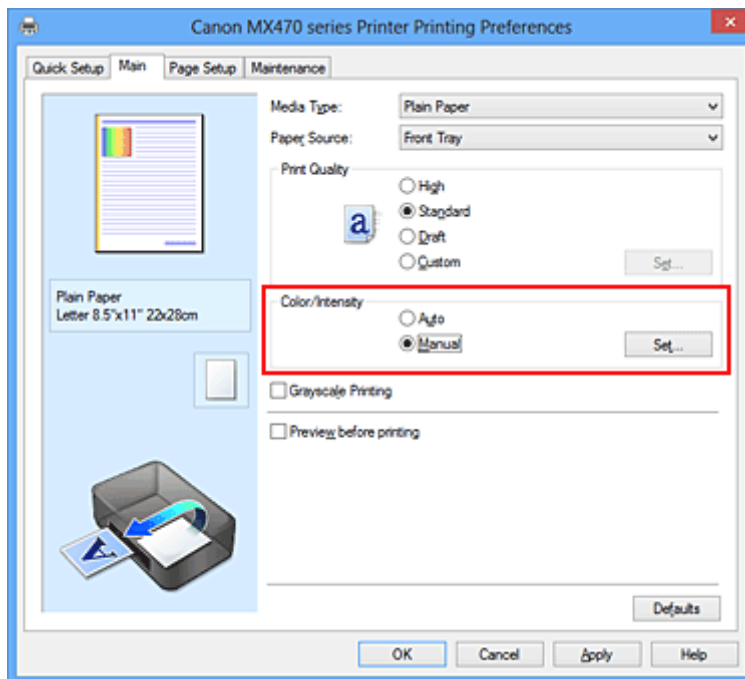 Canon MX470 series Printer Printing Preferences
Quick Setup Main Page Setup Maintenance
Media Type: Plain Paper
Paper Source: Front Tray
Print Quality
High
a Standard
Draft
Custom Set...
Plain Paper
Letter 8.5"x11" 22x28cm
Color/Intensity
Auto
Manual Set...
Grayscale Printing
Preview before printing
A
Defaults
OK Cancel Apply Help